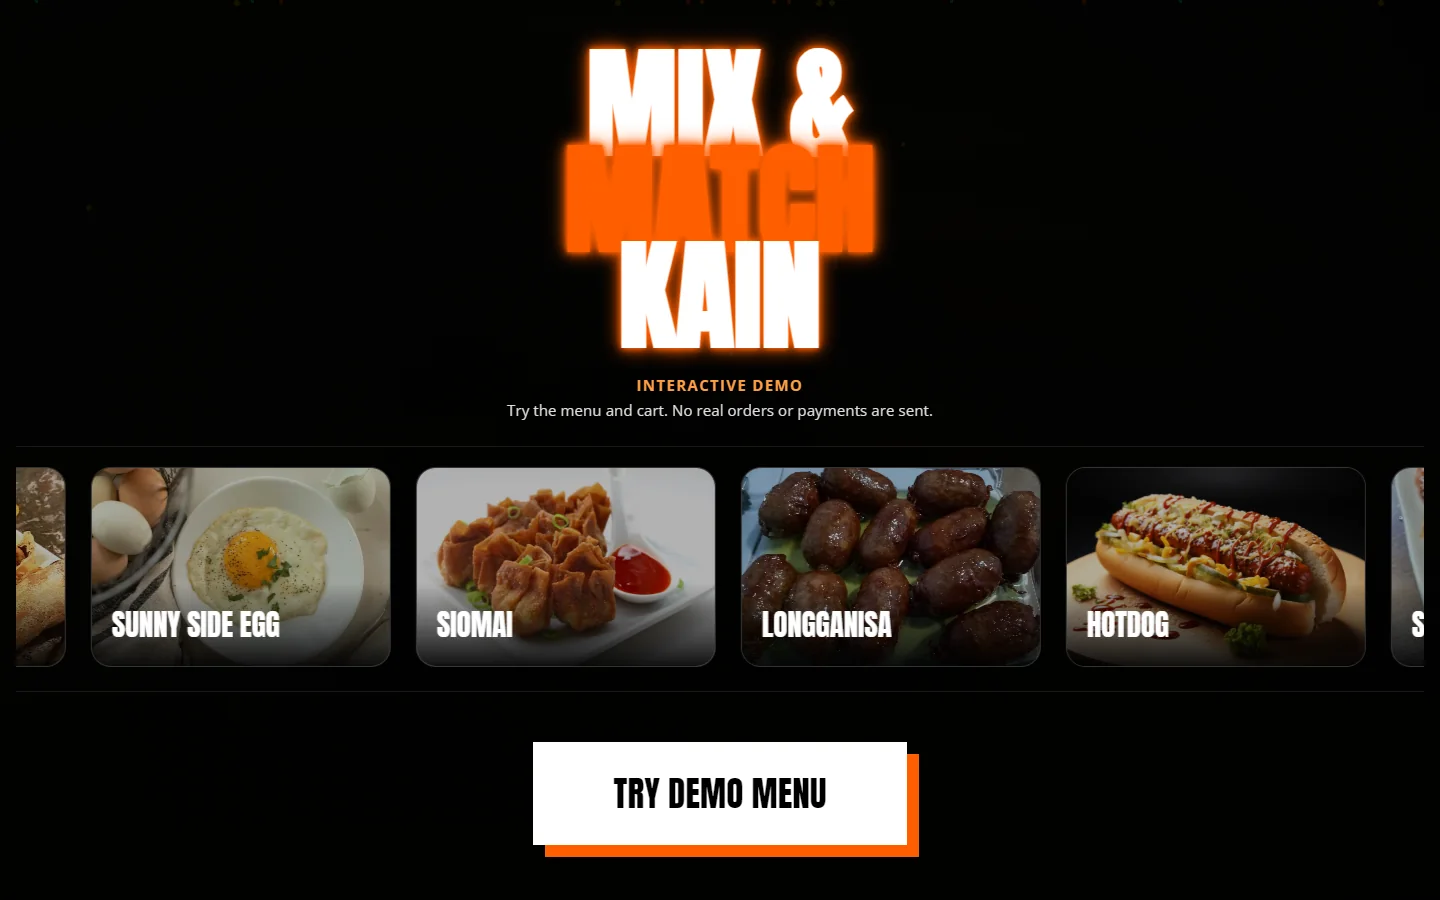 MIX &
MATCH
KAIN
INTERACTIVE DEMO
Try the menu and cart. No real orders or payments are sent.
SUNNY SIDE EGG
SIOMAI
LONGGANISA
HOTDOG
S
TRY DEMO MENU